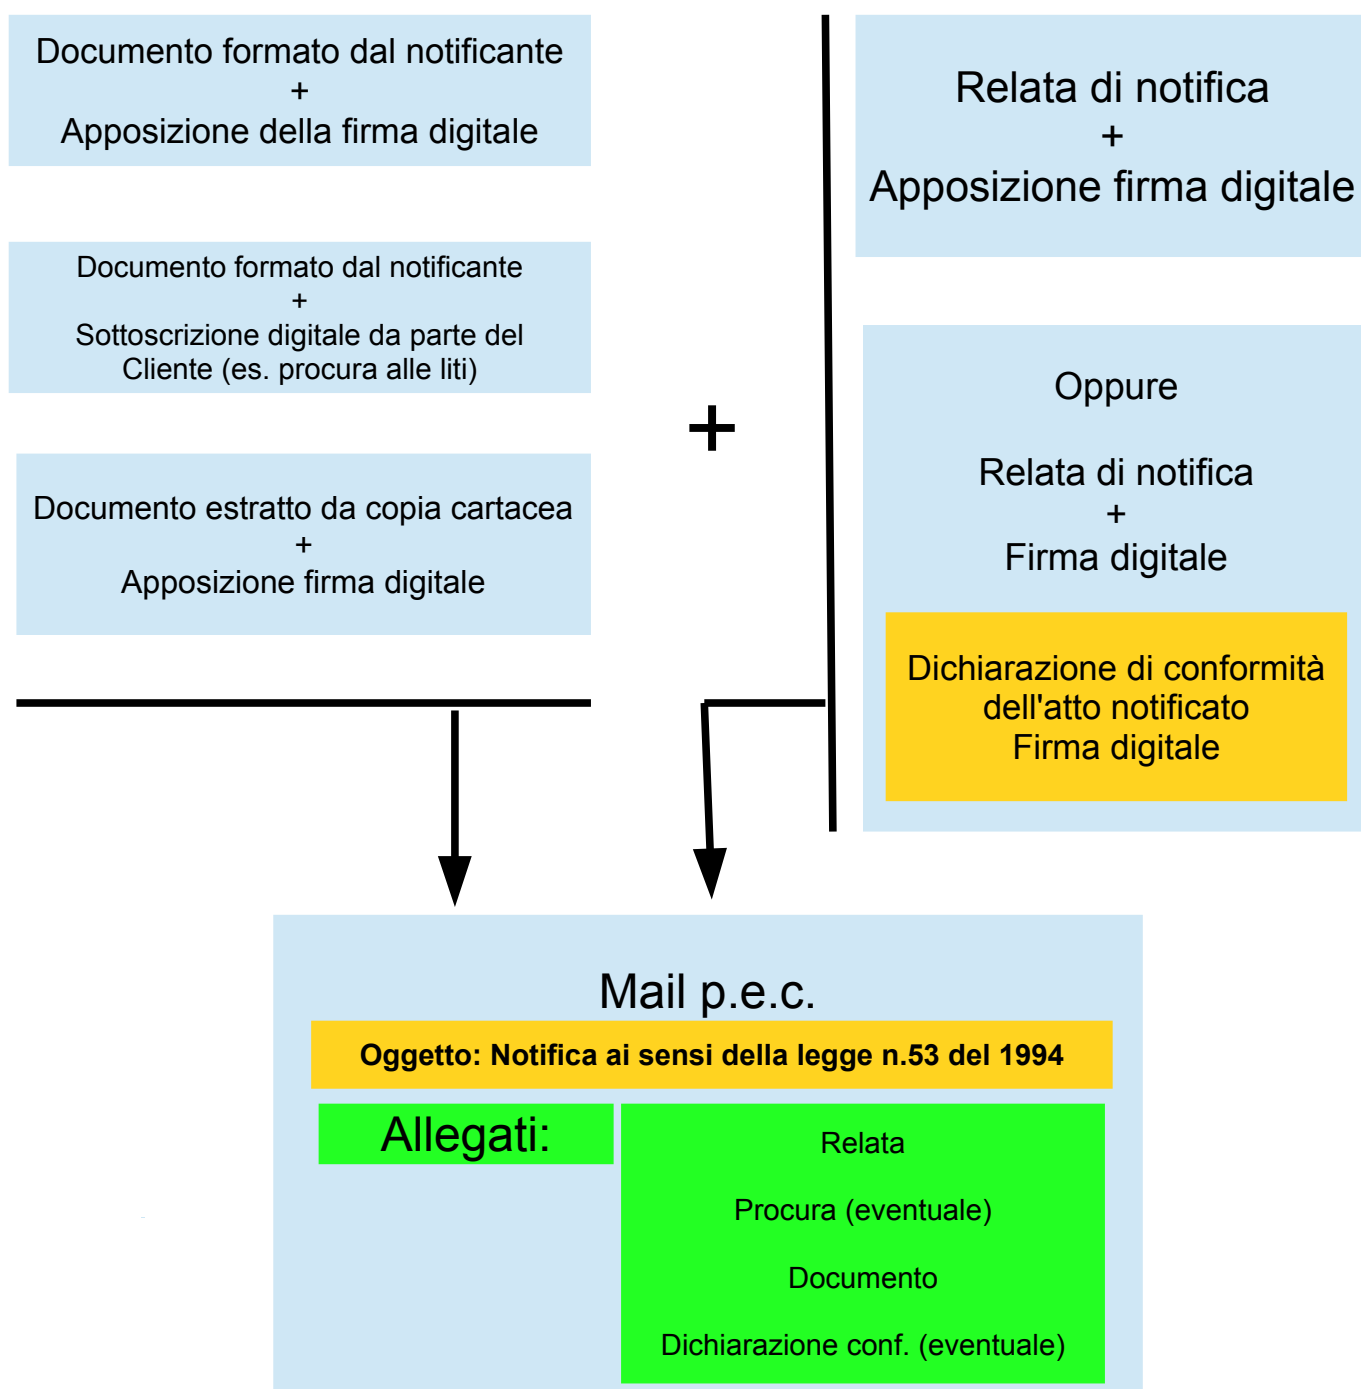 Documento formato dal notificante
+
Apposizione della firma digitale
Documento formato dal notificante
+
Sottoscrizione digitale da parte del
Cliente (es. procura alle liti)
Documento estratto da copia cartacea
+
Apposizione firma digitale
+
Relata di notifica
+
Apposizione firma digitale
Oppure
Relata di notifica
+
Firma digitale
Dichiarazione di conformità
dell'atto notificato
Firma digitale
Mail p.e.c.
Oggetto: Notifica ai sensi della legge n.53 del 1994
Allegati:
Relata
Procura (eventuale)
Documento
Dichiarazione conf. (eventuale)